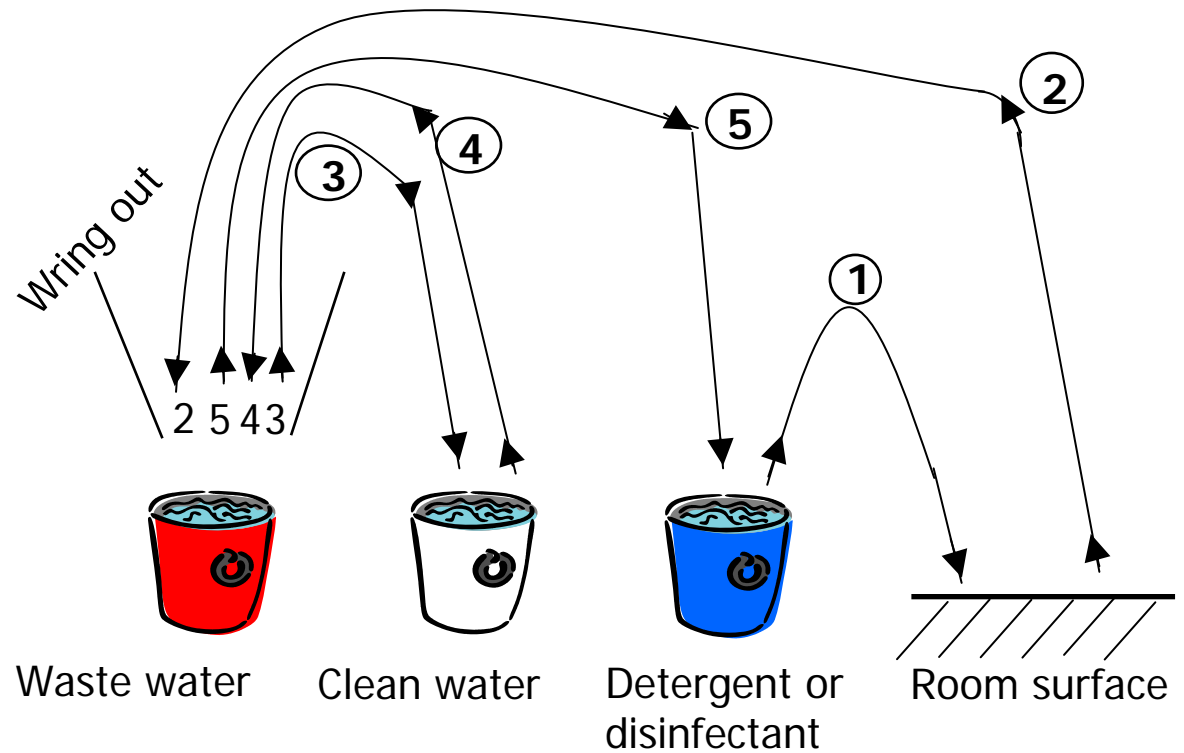 2
5
4
3
Wring out
1
2 5 4 3
Waste water
Clean water
Detergent or
disinfectant
Room surface